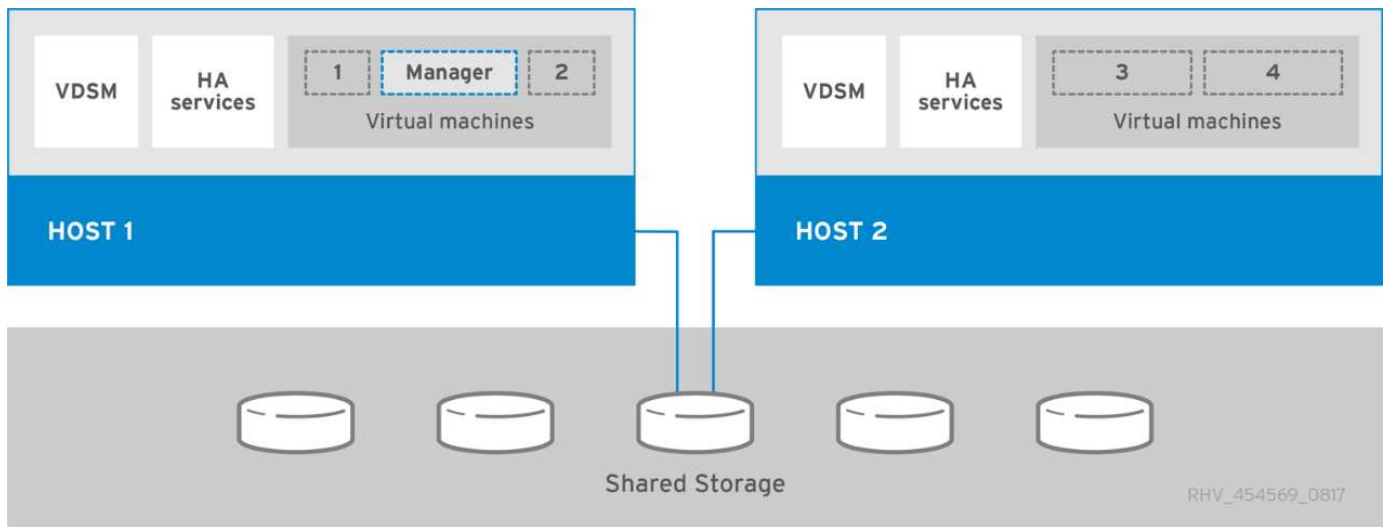 VDSM
HA
services
1
Manager
2
Virtual machines
HOST 1
VDSM
HA
services
3
4
Virtual machines
HOST 2
Shared Storage
RHV_454569_0817